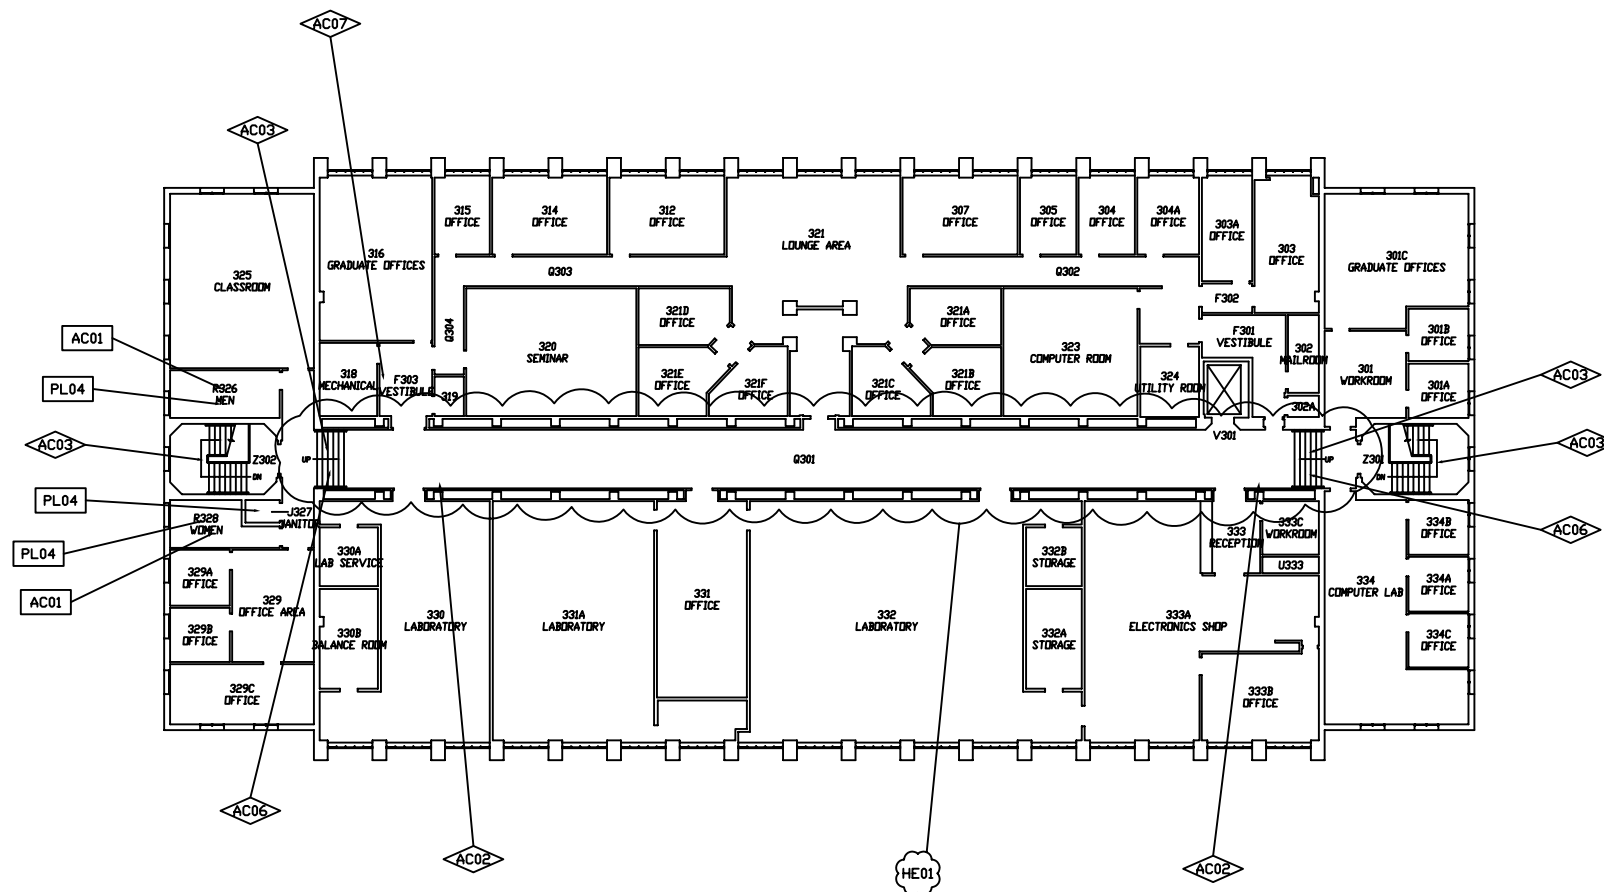 AC07
AC03
315
OFFICE
314
OFFICE
312
OFFICE
307
OFFICE
305
OFFICE
304
OFFICE
304A
OFFICE
303A
OFFICE
303
OFFICE
321
LOUNGE AREA
316
GRADUATE OFFICES
325
CLASSROOM
301C
GRADUATE OFFICES
Q303
Q302
F302
321D
OFFICE
321A
OFFICE
Q304
F301
VESTIBULE
301B
OFFICE
AC01
320
SEMINAR
323
COMPUTER ROOM
302
MAILROOM
318
MECHANICAL
F303
VESTIBULE
319
321E
OFFICE
321F
OFFICE
321C
OFFICE
321B
OFFICE
324
UTILITY ROOM
301
WORKROOM
301A
OFFICE
AC03
PL04
R326
MEN
302A
V301
AC03
Z302
UP
DN
Q301
UP
Z301
DN
AC03
PL04
J327
JANITOR
R328
WOMEN
PL04
330A
LAB SERVICE
332B
STORAGE
333
RECEPTION
333C
WORKROOM
U333
334B
OFFICE
AC06
AC01
329A
OFFICE
329
OFFICE AREA
329B
OFFICE
330B
BALANCE ROOM
330
LABORATORY
331A
LABORATORY
331
OFFICE
332
LABORATORY
332A
STORAGE
333A
ELECTRONICS SHOP
334
COMPUTER LAB
334A
OFFICE
334C
OFFICE
329C
OFFICE
333B
OFFICE
AC06
AC02
HE01
AC02